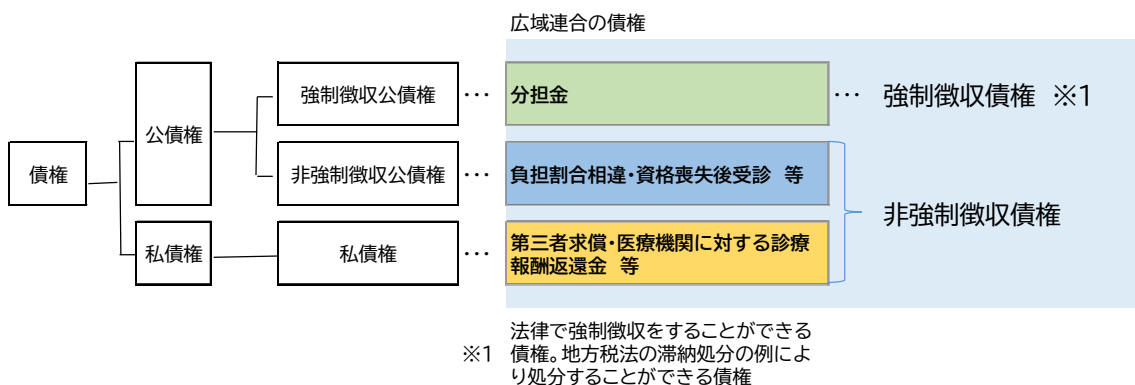 広域連合の債権
強制徴収公債権 … 分担金 … 強制徴収債権 ※1
公債権
債権
非強制徴収公債権 … 負担割合相違・資格喪失後受診 等
非強制徴収債権
私債権
私債権 … 第三者求償・医療機関に対する診療
報酬返還金 等
法律で強制徴収をすることができる
※1 債権。地方税法の滞納処分の例によ
り処分することができる債権